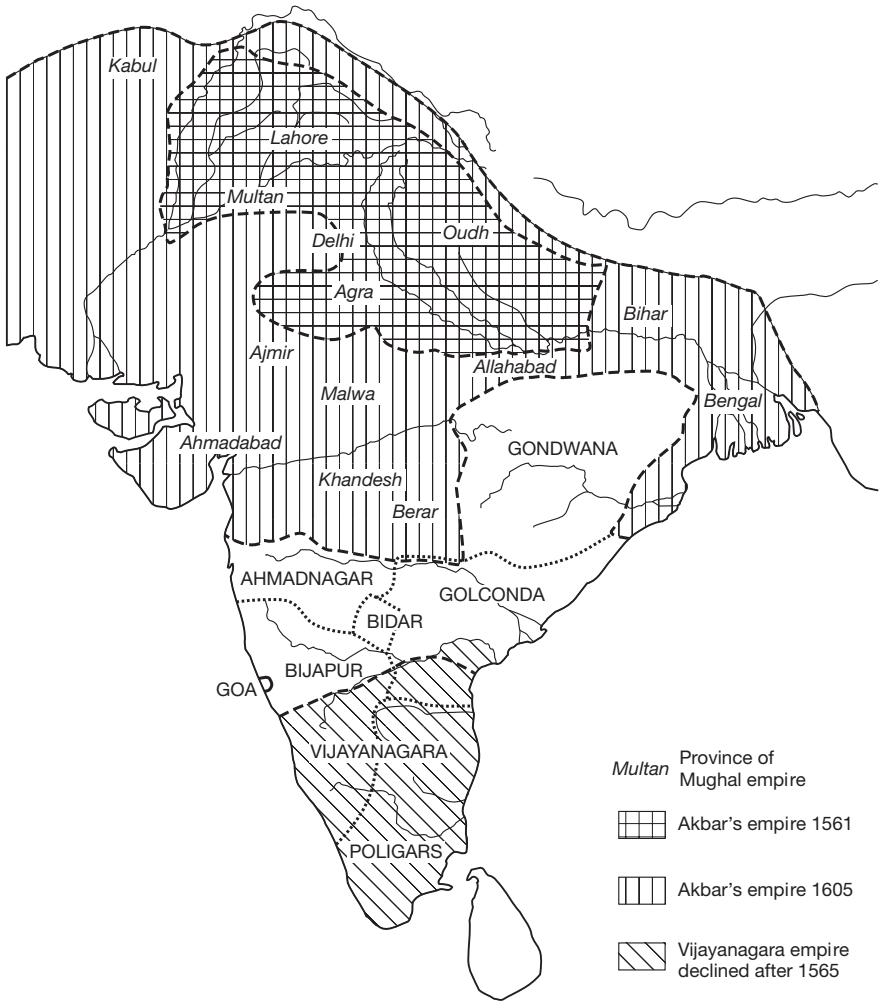 Kabul
Lahore
Multan
Delhi
Oudh
Agra
Bihar
Ajmir
Allahabad
Malwa
Bengal
Ahmadabad
GONDWANA
Khandesh
Berar
AHMADNAGAR
GOLCONDA
BIDAR
BIJAPUR
GOA
VIJAYANAGARA
POLIGARS
Multan
Province of
Mughal empire
Akbar's empire 1561
Akbar's empire 1605
Vijayanagara empire
declined after 1565